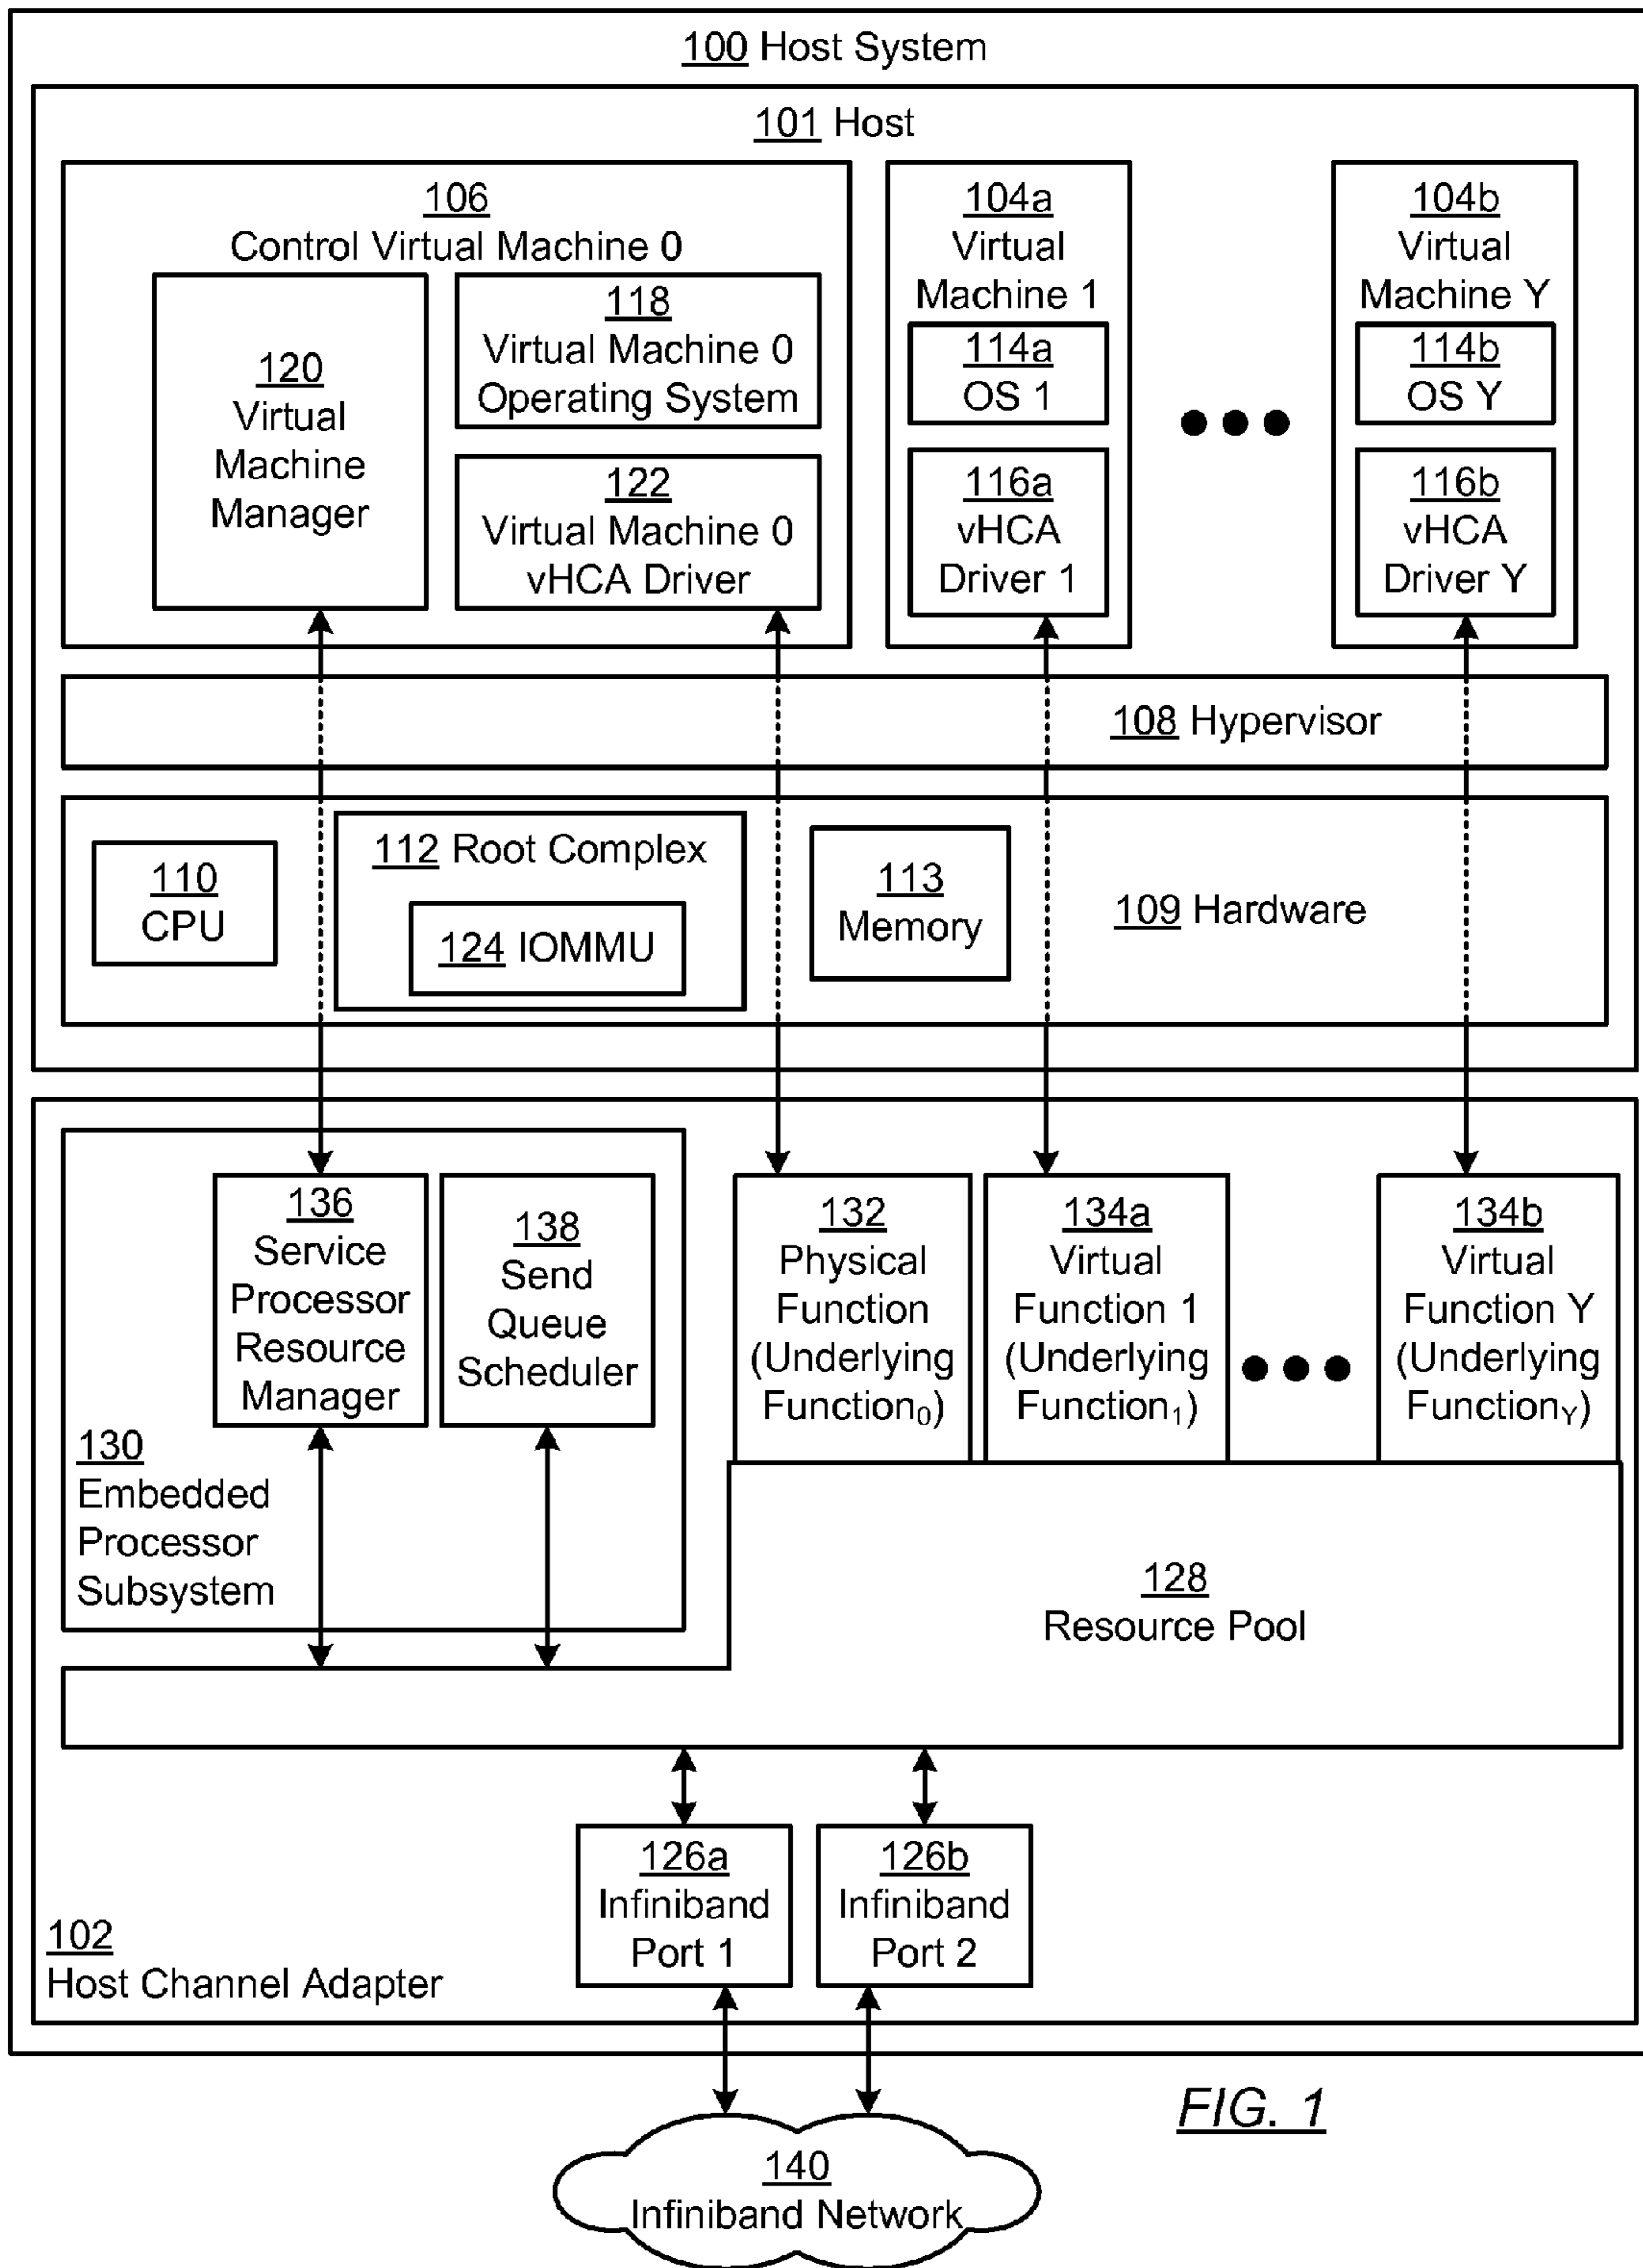 100 Host System
101 Host
106
Control Virtual Machine 0
120
Virtual
Machine
Manager
118
Virtual Machine 0
Operating System
122
Virtual Machine 0
vHCA Driver
104a
Virtual
Machine 1
114a
OS 1
116a
vHCA
Driver 1
104b
Virtual
Machine Y
114b
OS Y
116b
vHCA
Driver Y
108 Hypervisor
110
CPU
112 Root Complex
124 IOMMU
113
Memory
109 Hardware
136
Service
Processor
Resource
Manager
138
Send
Queue
Scheduler
130
Embedded
Processor
Subsystem
132
Physical
Function
(Underlying
Function₀)
134a
Virtual
Function 1
(Underlying
Function₁)
134b
Virtual
Function Y
(Underlying
FunctionY)
128
Resource Pool
126a
Infiniband
Port 1
126b
Infiniband
Port 2
102
Host Channel Adapter
140
Infiniband Network
FIG. 1